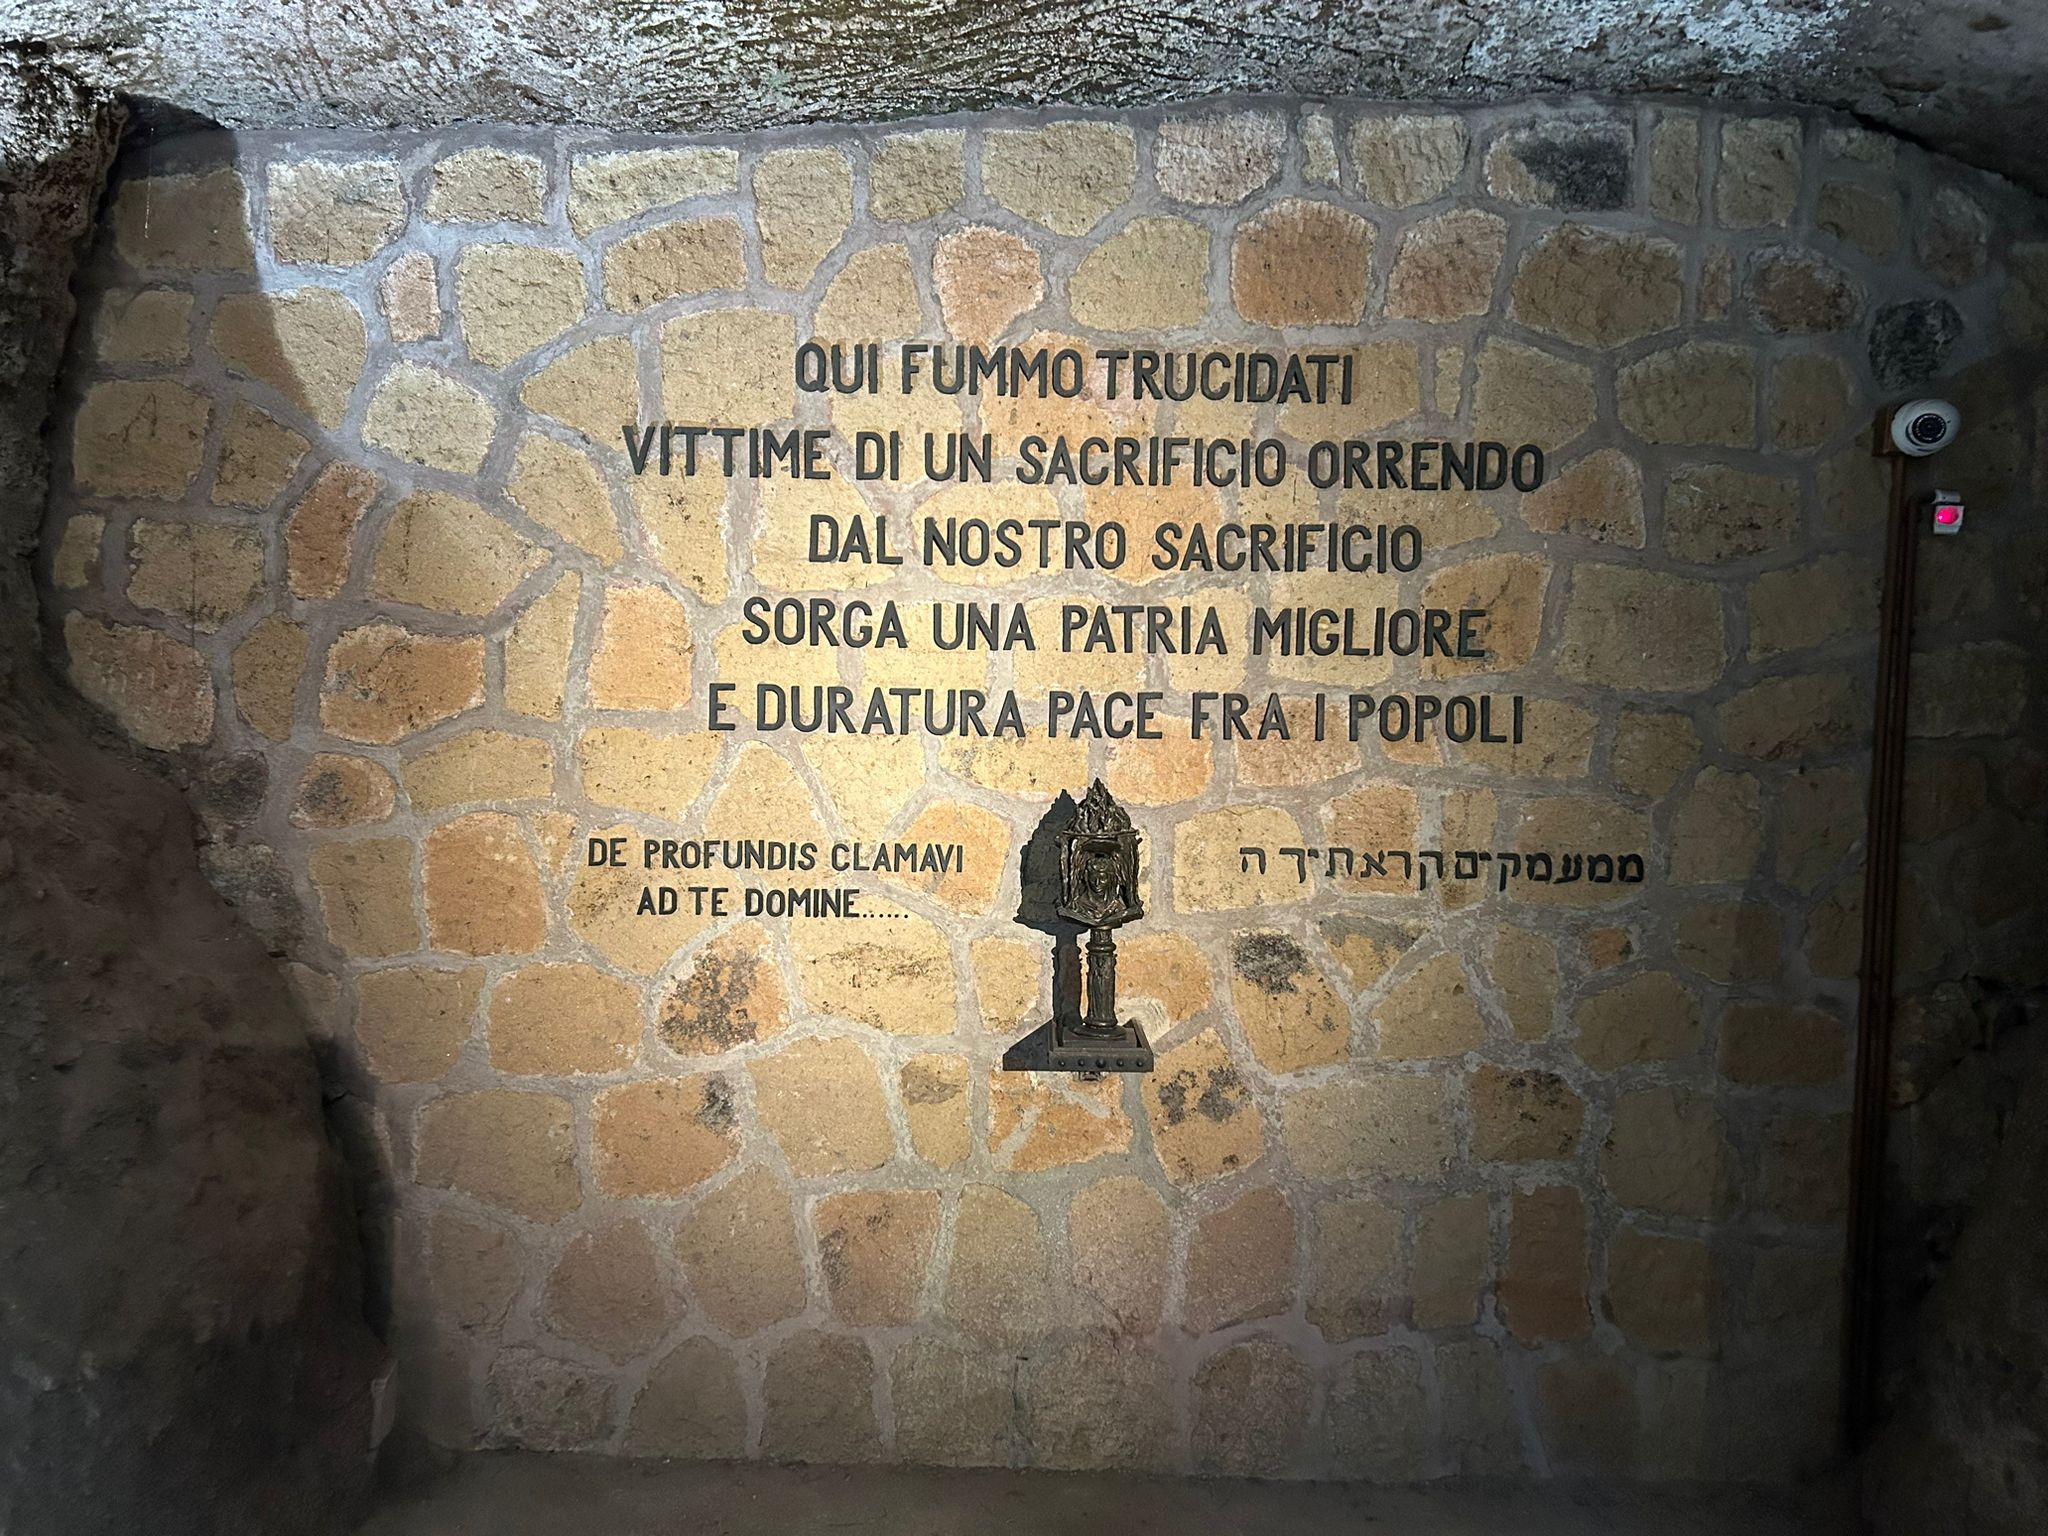 QUI FUMMO TRUCIDATI
VITTIME DI UN SACRIFICIO ORRENDO
DAL NOSTRO SACRIFICIO
SORGA UNA PATRIA MIGLIORE
E DURATURA PACE FRA I POPOLI
DE PROFUNDIS CLAMAVI
AD TE DOMINE......
ממעמקים קראתיך ה